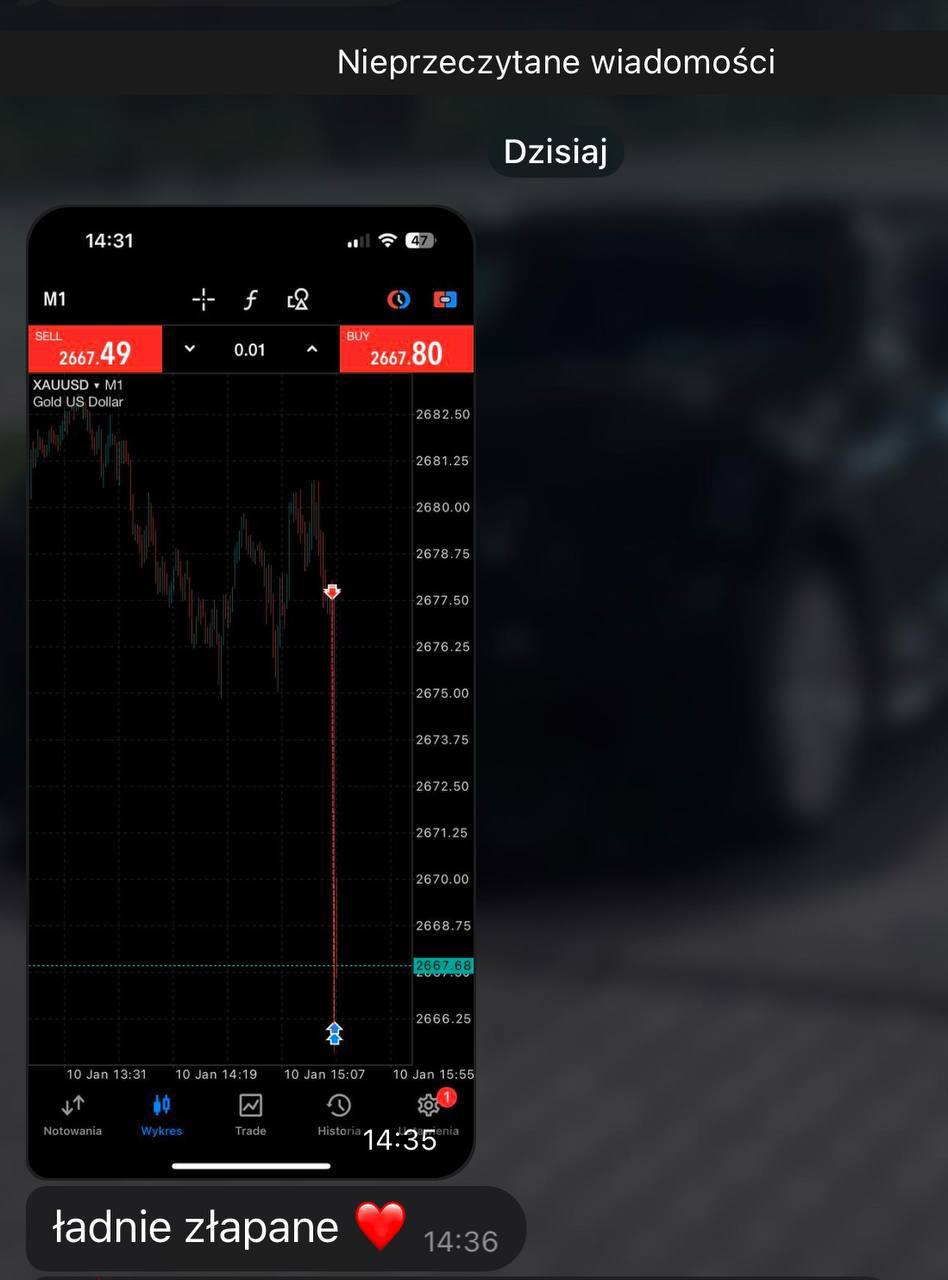 Nieprzeczytane wiadomości
Dzisiaj
14:31
47
M1
SELL
2667.49
0.01
BUY
2667.80
XAUUSD ▾ M1
Gold US Dollar
2682.50
2681.25
2680.00
2678.75
2677.50
2676.25
2675.00
2673.75
2672.50
2671.25
2670.00
2668.75
2667.68
2666.25
10 Jan 13:31 10 Jan 14:19 10 Jan 15:07 10 Jan 15:55
1
Notowania Wykres Trade Historia
14:35
ładnie złapane ❤️ 14:36